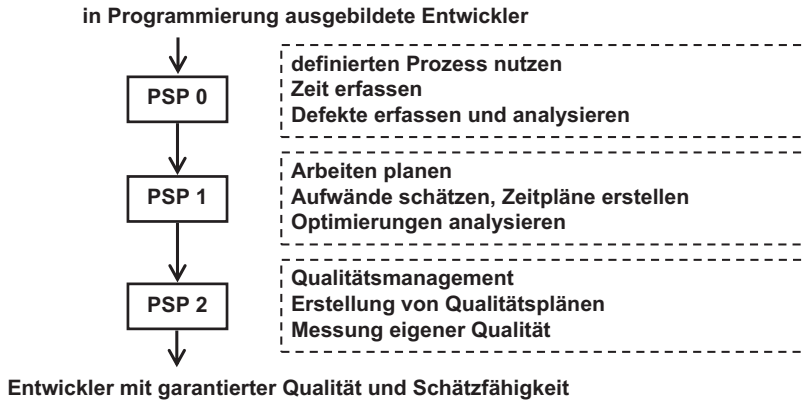 in Programmierung ausgebildete Entwickler
PSP 0
definierten Prozess nutzen
Zeit erfassen
Defekte erfassen und analysieren
PSP 1
Arbeiten planen
Aufwände schätzen, Zeitpläne erstellen
Optimierungen analysieren
PSP 2
Qualitätsmanagement
Erstellung von Qualitätsplänen
Messung eigener Qualität
Entwickler mit garantierter Qualität und Schätzfähigkeit